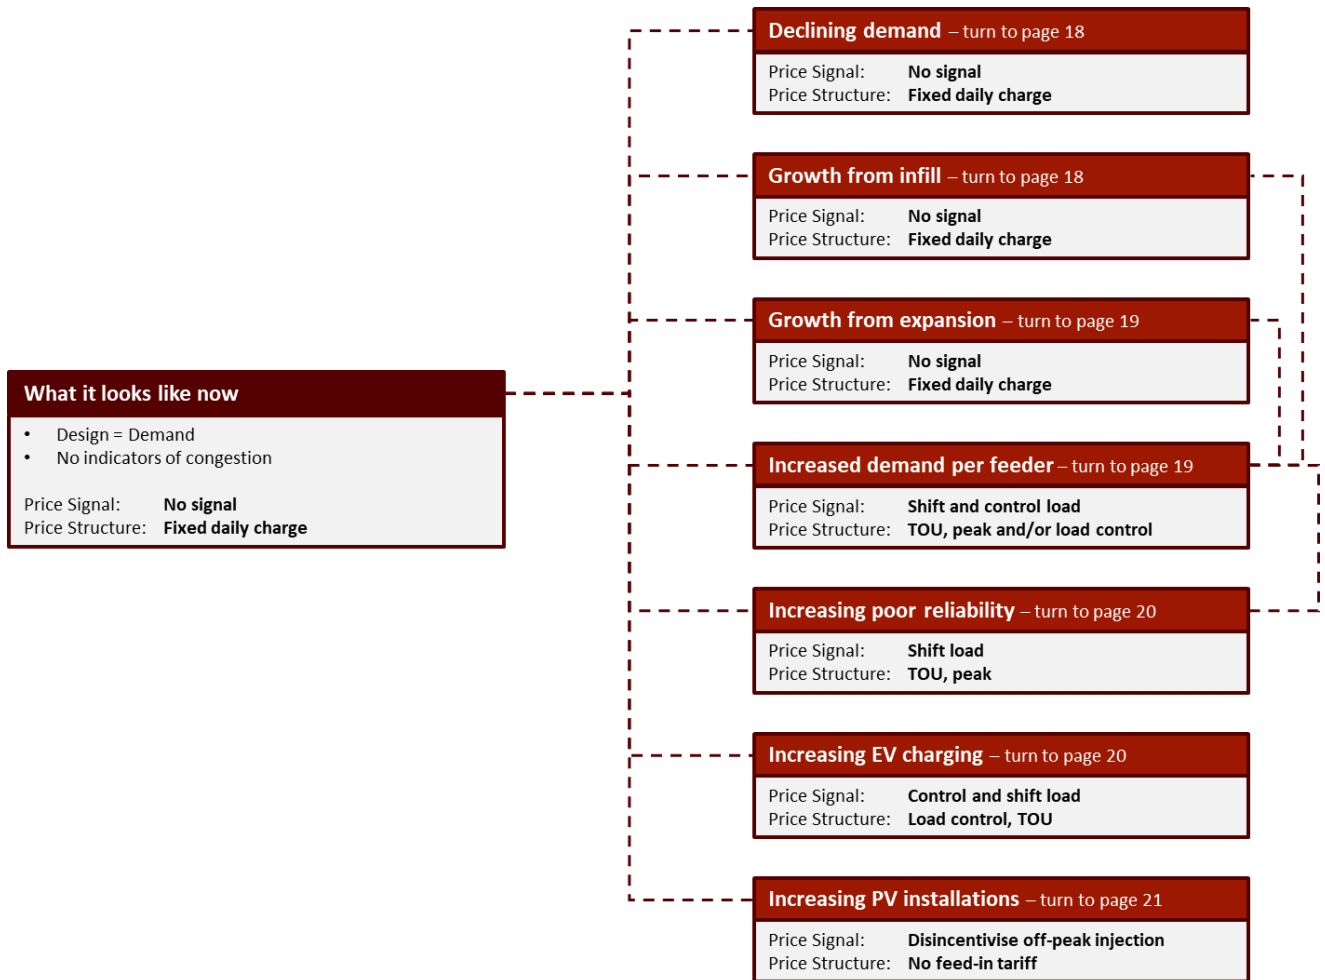 Declining demand – turn to page 18
Price Signal: No signal
Price Structure: Fixed daily charge
Growth from infill – turn to page 18
Price Signal: No signal
Price Structure: Fixed daily charge
Growth from expansion – turn to page 19
Price Signal: No signal
Price Structure: Fixed daily charge
What it looks like now
• Design = Demand
• No indicators of congestion
Price Signal: No signal
Price Structure: Fixed daily charge
Increased demand per feeder – turn to page 19
Price Signal: Shift and control load
Price Structure: TOU, peak and/or load control
Increasing poor reliability – turn to page 20
Price Signal: Shift load
Price Structure: TOU, peak
Increasing EV charging – turn to page 20
Price Signal: Control and shift load
Price Structure: Load control, TOU
Increasing PV installations – turn to page 21
Price Signal: Disincentivise off-peak injection
Price Structure: No feed-in tariff